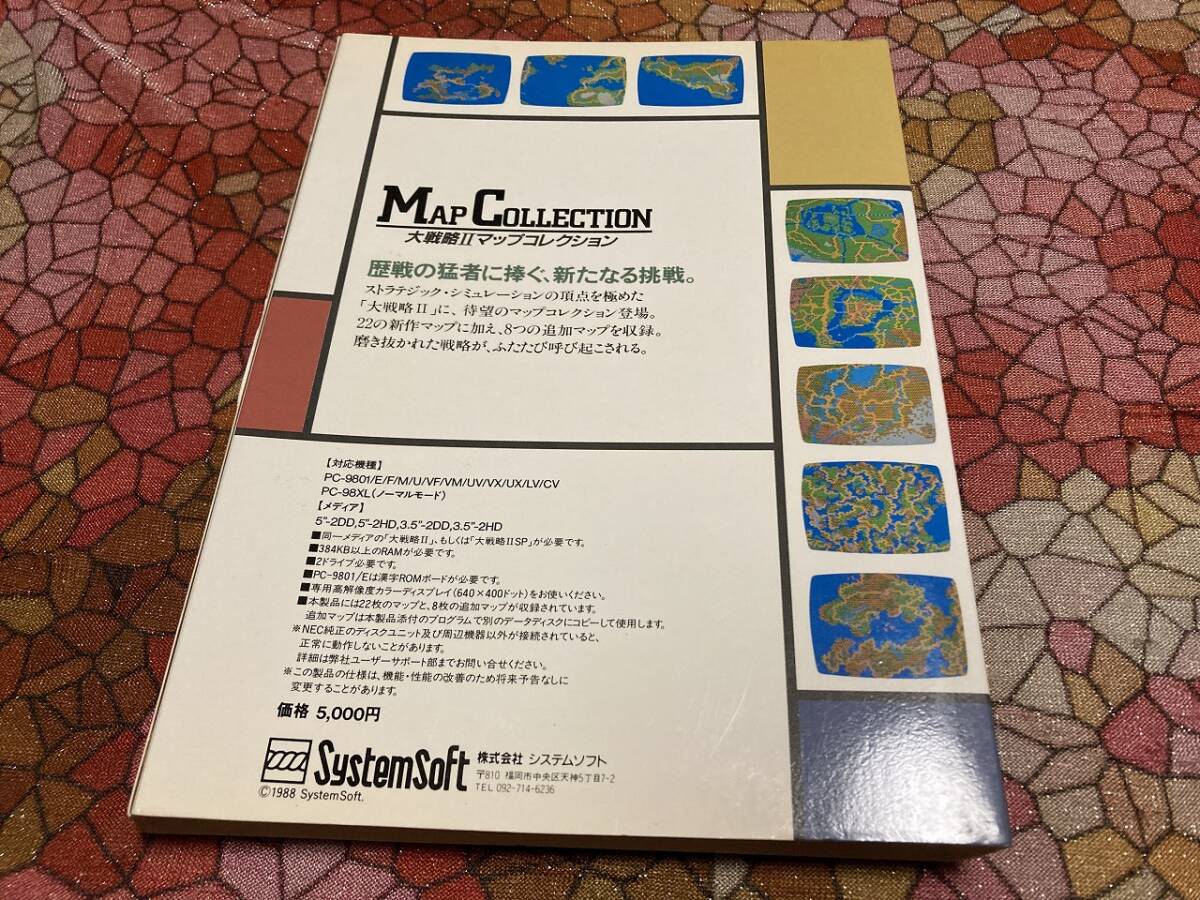 MAP COLLECTION
大戦略IIマップコレクション
歴戦の猛者に捧ぐ、新たなる挑戦。
ストラテジック・シミュレーションの頂点を極めた
「大戦略II」に、待望のマップコレクション登場。
22の新作マップに加え、8つの追加マップを収録。
磨き抜かれた戦略が、ふたたび呼び起こされる。
【対応機種】
PC-9801/E/F/M/U/VF/VM/UV/VX/UX/LV/CV
PC-98XL(ノーマルモード)
【メディア】
5"-2DD,5"-2HD,3.5"-2DD,3.5"-2HD
■同一メディアの「大戦略II」、もしくは「大戦略IISP」が必要です。
■384KB以上のRAMが必要です。
■2ドライブ必要です。
■PC-9801/Eは漢字ROMボードが必要です。
■専用高解像度カラーディスプレイ(640×400ドット)をお使いください。
■本製品には22枚のマップと、8枚の追加マップが収録されています。
追加マップは本製品添付のプログラムで別のデータディスクにコピーして使用します。
※NEC純正のディスクユニット及び周辺機器以外が接続されていると、
正常に動作しないことがあります。
詳細は弊社ユーザーサポート部までお問い合せください。
※この製品の仕様は、機能・性能の改善のため将来予告なしに
変更することがあります。
価格 5,000円
SystemSoft 株式会社 システムソフト
〒810 福岡市中央区天神5丁目7-2
TEL 092-714-6236
©1988 SystemSoft.